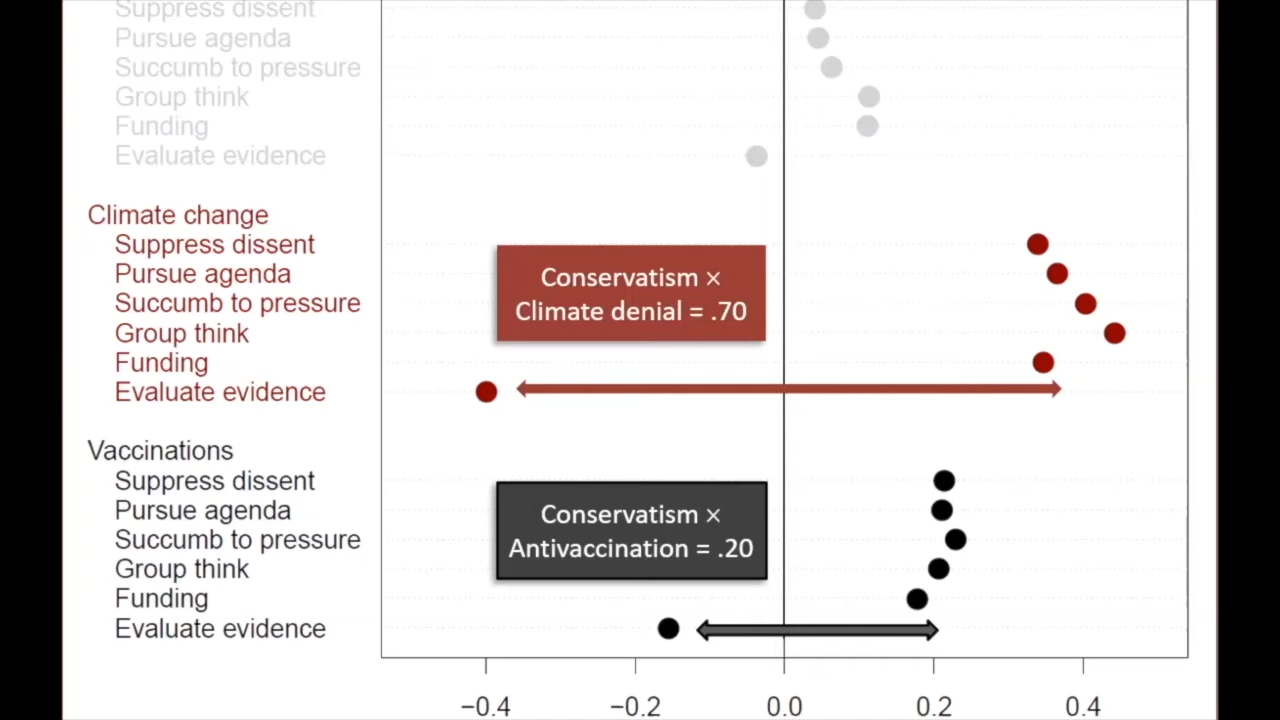 Suppress dissent
Pursue agenda
Succumb to pressure
Group think
Funding
Evaluate evidence
Climate change
Suppress dissent
Pursue agenda
Succumb to pressure
Group think
Funding
Evaluate evidence
Conservatism ×
Climate denial = .70
Vaccinations
Suppress dissent
Pursue agenda
Succumb to pressure
Group think
Funding
Evaluate evidence
Conservatism ×
Antivaccination = .20
−0.4 −0.2 0.0 0.2 0.4